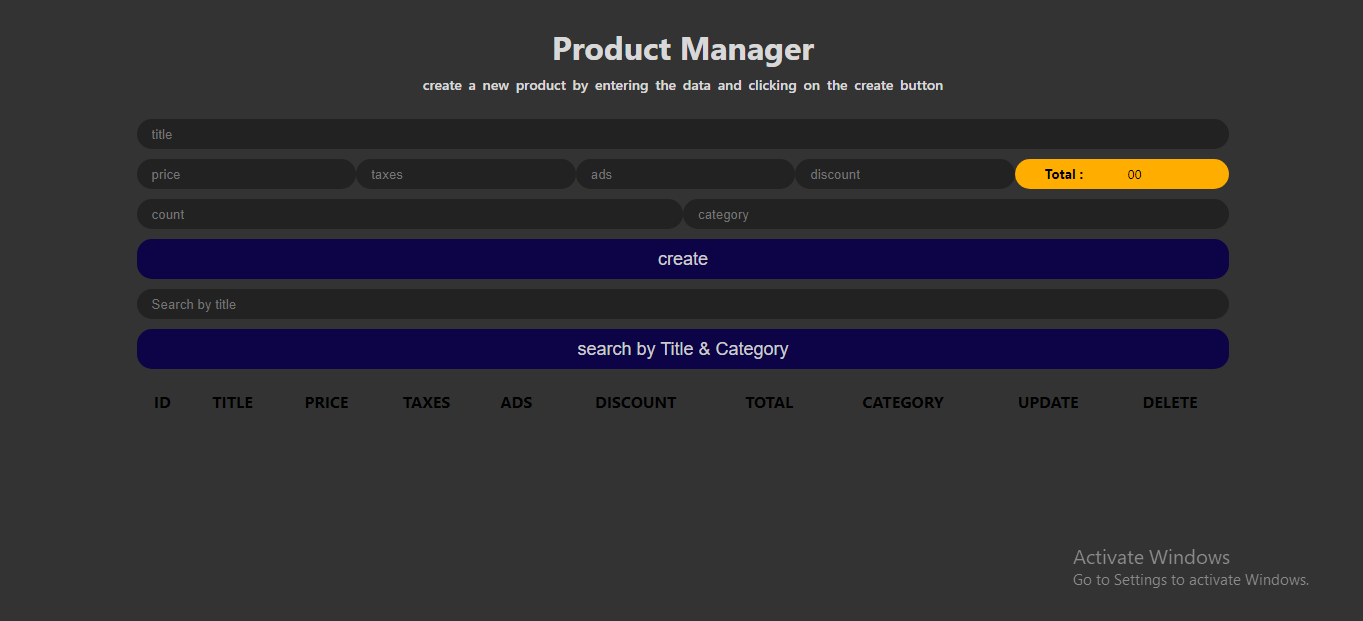 Product Manager
create a new product by entering the data and clicking on the create button
title
price taxes ads discount Total : 00
count category
create
Search by title
search by Title & Category
ID TITLE PRICE TAXES ADS DISCOUNT TOTAL CATEGORY UPDATE DELETE
Activate Windows
Go to Settings to activate Windows.